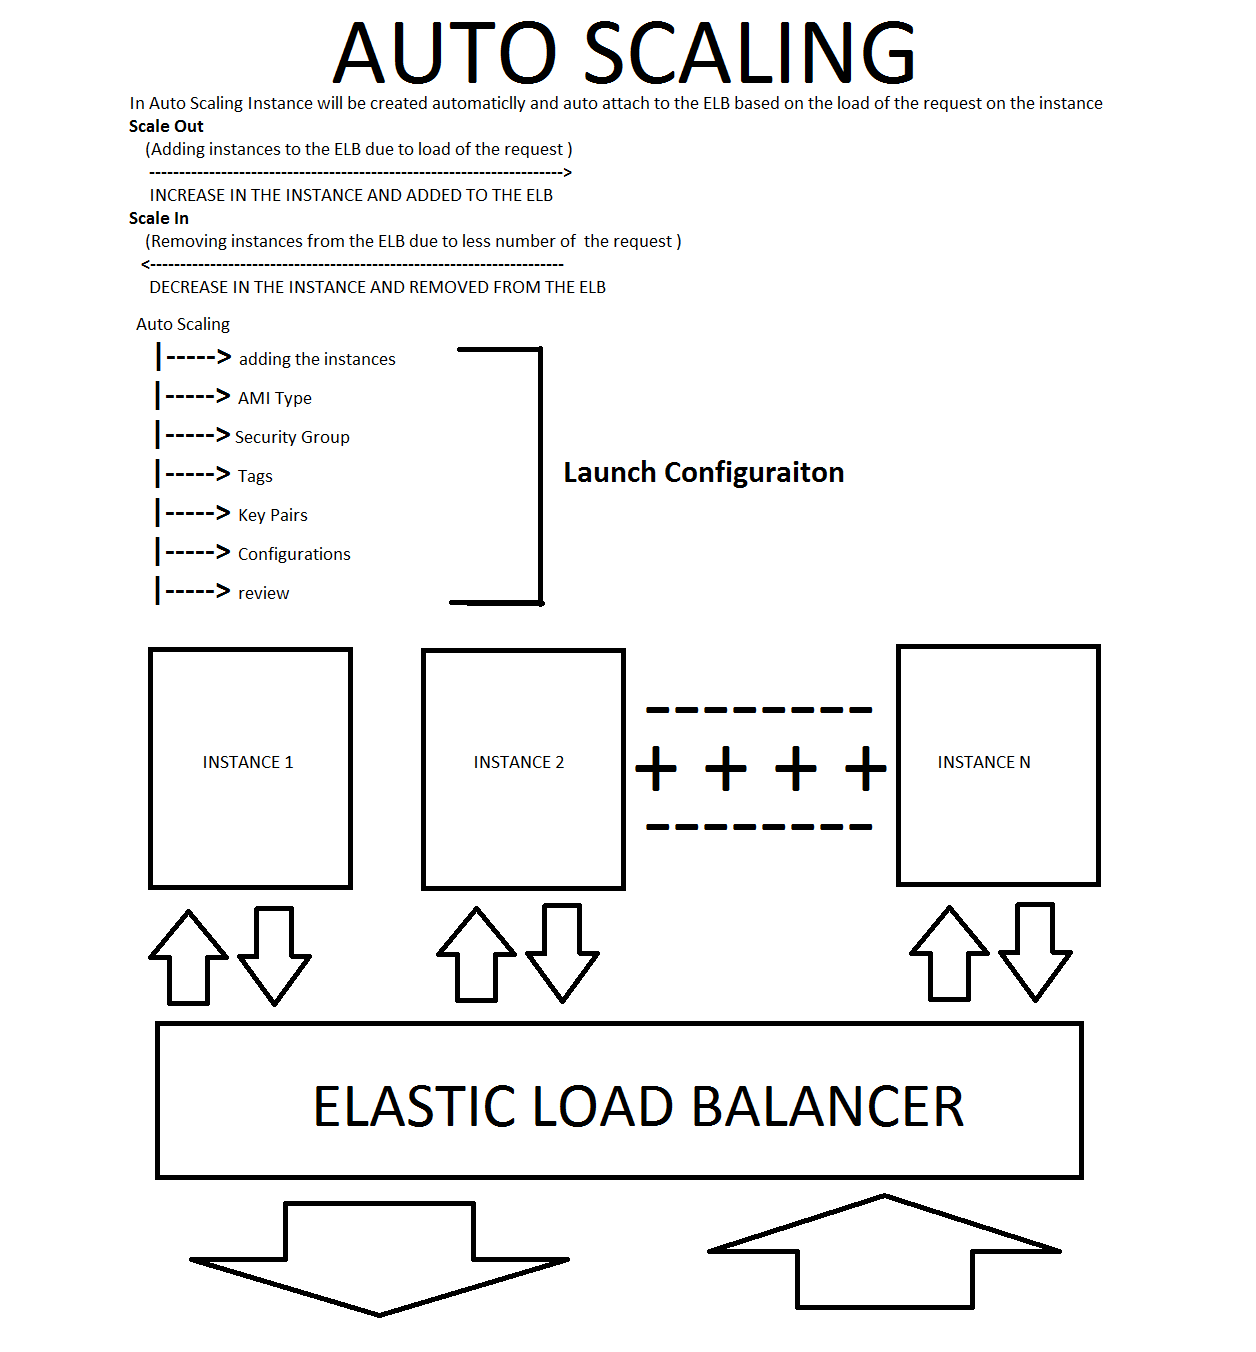 AUTO SCALING
In Auto Scaling Instance will be created automaticlly and auto attach to the ELB based on the load of the request on the instance
Scale Out
(Adding instances to the ELB due to load of the request )
--------------------------------------------------------------------->
INCREASE IN THE INSTANCE AND ADDED TO THE ELB
Scale In
(Removing instances from the ELB due to less number of  the request )
<---------------------------------------------------------------------
DECREASE IN THE INSTANCE AND REMOVED FROM THE ELB
Auto Scaling
|-----> adding the instances
|-----> AMI Type
|-----> Security Group
|-----> Tags
|-----> Key Pairs
|-----> Configurations
|-----> review
Launch Configuraiton
INSTANCE 1
INSTANCE 2
--------
+ + + +
--------
INSTANCE N
ELASTIC LOAD BALANCER